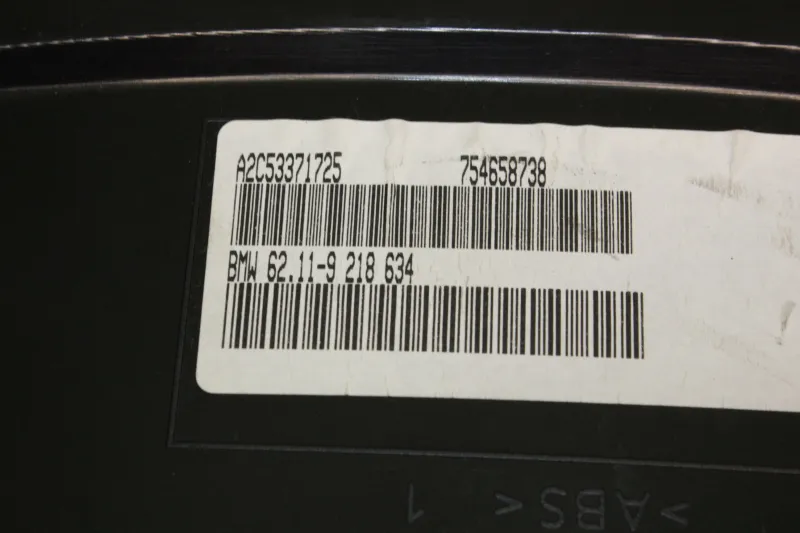 A2C53371725 754658738
BMW 62.11-9 218 634
>ABS< 1